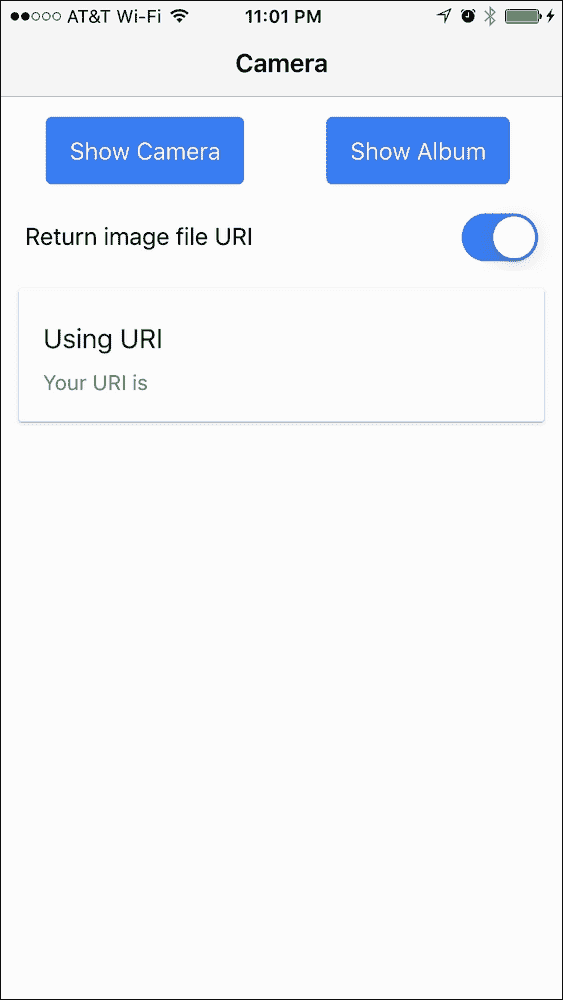 AT&T Wi-Fi 11:01 PM
Camera
Show Camera Show Album
Return image file URI
Using URI
Your URI is